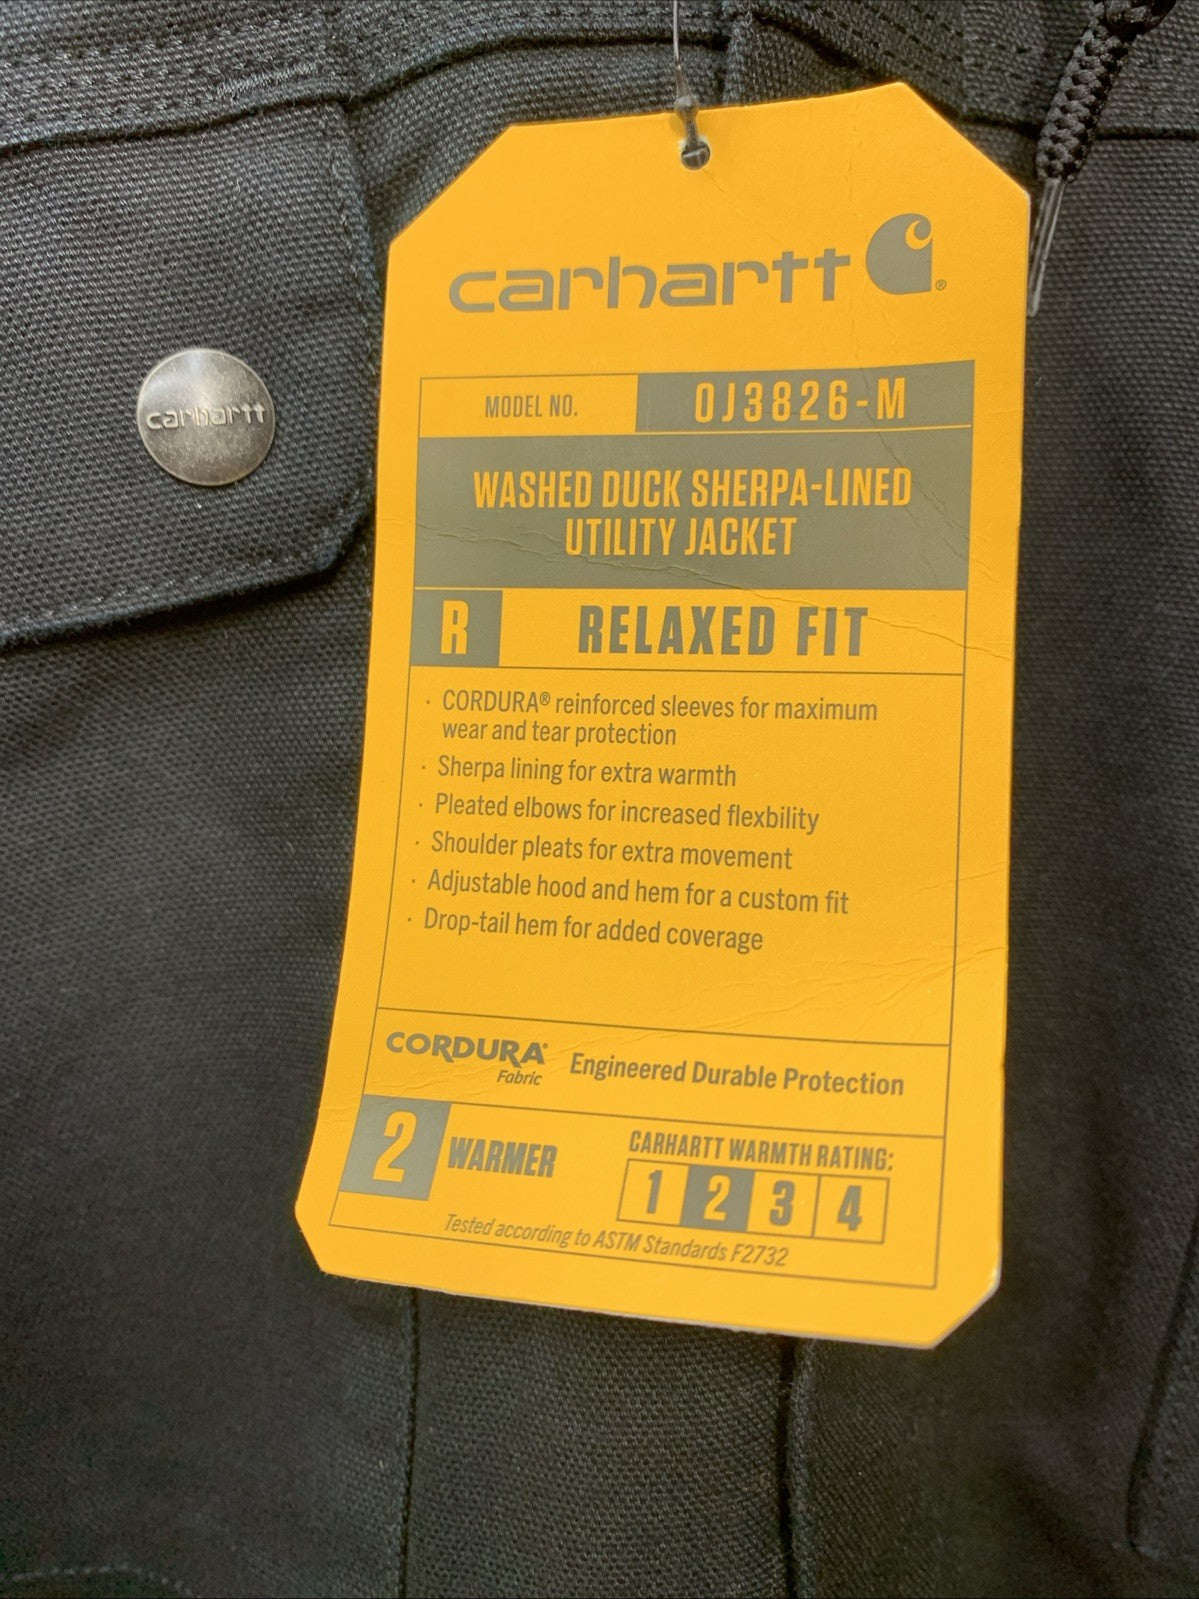 carhartt
carhartt ®
MODEL NO. OJ3826-M
WASHED DUCK SHERPA-LINED
UTILITY JACKET
R RELAXED FIT
· CORDURA® reinforced sleeves for maximum
wear and tear protection
· Sherpa lining for extra warmth
· Pleated elbows for increased flexbility
· Shoulder pleats for extra movement
· Adjustable hood and hem for a custom fit
· Drop-tail hem for added coverage
CORDURA® Engineered Durable Protection
Fabric
CARHARTT WARMTH RATING:
2 WARMER 1 2 3 4
Tested according to ASTM Standards F2732